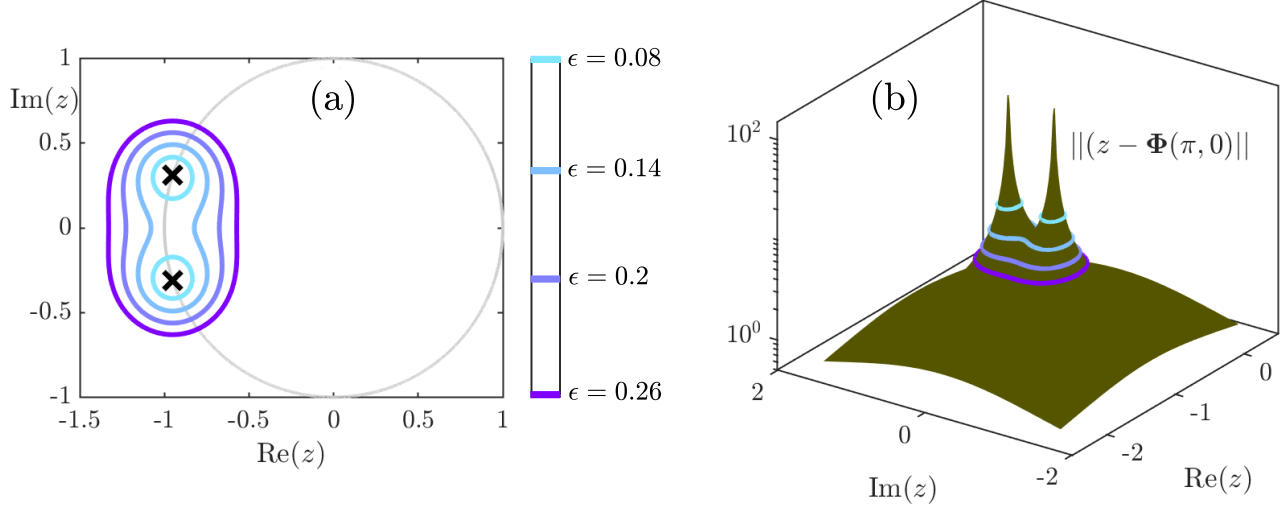 (a)
Im(z)
1
0.5
0
-0.5
-1
-1.5 -1 -0.5 0 0.5 1
Re(z)
ϵ = 0.08
ϵ = 0.14
ϵ = 0.2
ϵ = 0.26
(b)
||(z − Φ(π, 0)||
10²
10⁰
2
0
-2
Im(z)
-2
-1
0
Re(z)